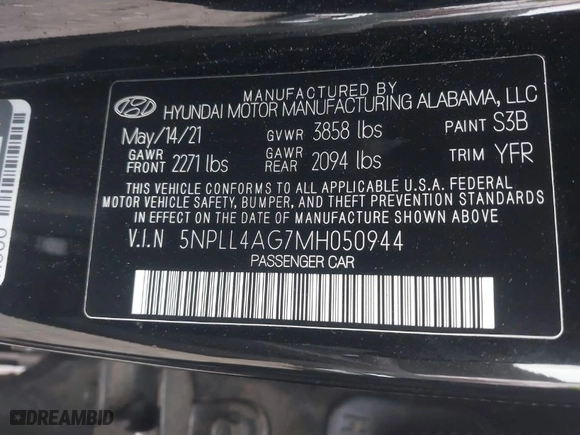 MANUFACTURED BY
HYUNDAI MOTOR MANUFACTURING ALABAMA, LLC
May/14/21 GVWR 3858 lbs PAINT S3B
GAWR FRONT 2271 lbs GAWR REAR 2094 lbs TRIM YFR
THIS VEHICLE CONFORMS TO ALL APPLICABLE U.S.A. FEDERAL
MOTOR VEHICLE SAFETY, BUMPER, AND THEFT PREVENTION STANDARDS
IN EFFECT ON THE DATE OF MANUFACTURE SHOWN ABOVE.
V.I.N 5NPLL4AG7MH050944
PASSENGER CAR
DREAMBID